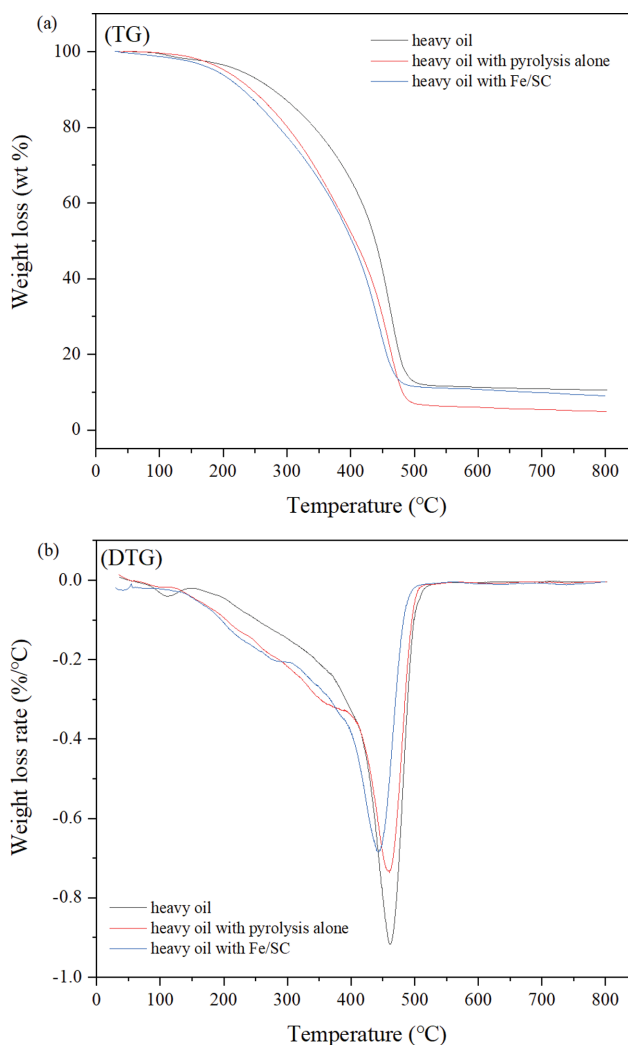 (a)
(TG)
heavy oil
heavy oil with pyrolysis alone
heavy oil with Fe/SC
Weight loss (wt %)
100
80
60
40
20
0
0 100 200 300 400 500 600 700 800
Temperature (°C)
(b)
(DTG)
Weight loss rate (%/°C)
0.0
-0.2
-0.4
-0.6
-0.8
-1.0
heavy oil
heavy oil with pyrolysis alone
heavy oil with Fe/SC
0 100 200 300 400 500 600 700 800
Temperature (°C)